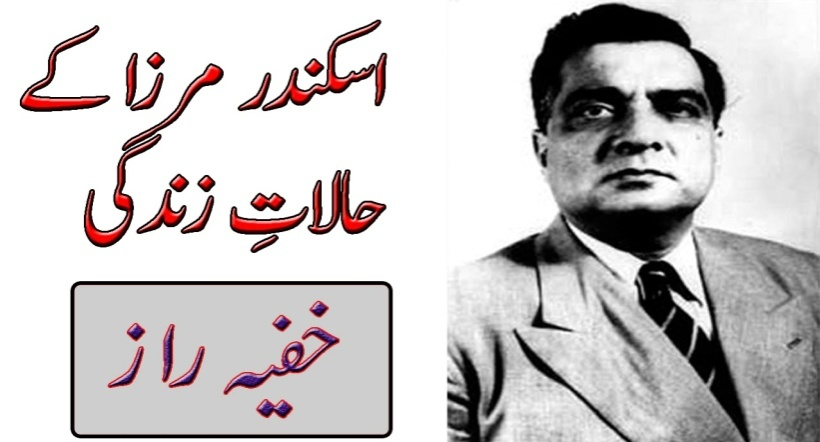 اسکندر مرزا کے
حالاتِ زندگی
خفیہ راز